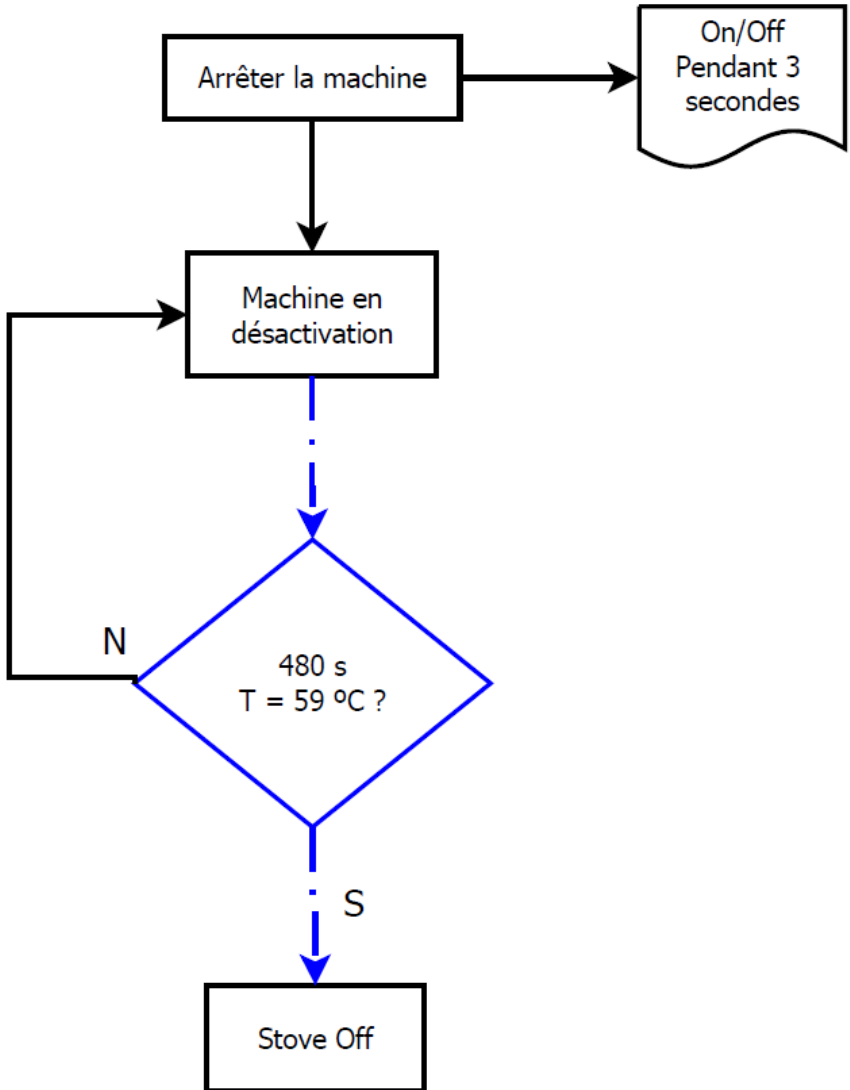 Arrêter la machine
On/Off
Pendant 3
secondes
Machine en
désactivation
N
480 s
T = 59 ºC ?
S
Stove Off